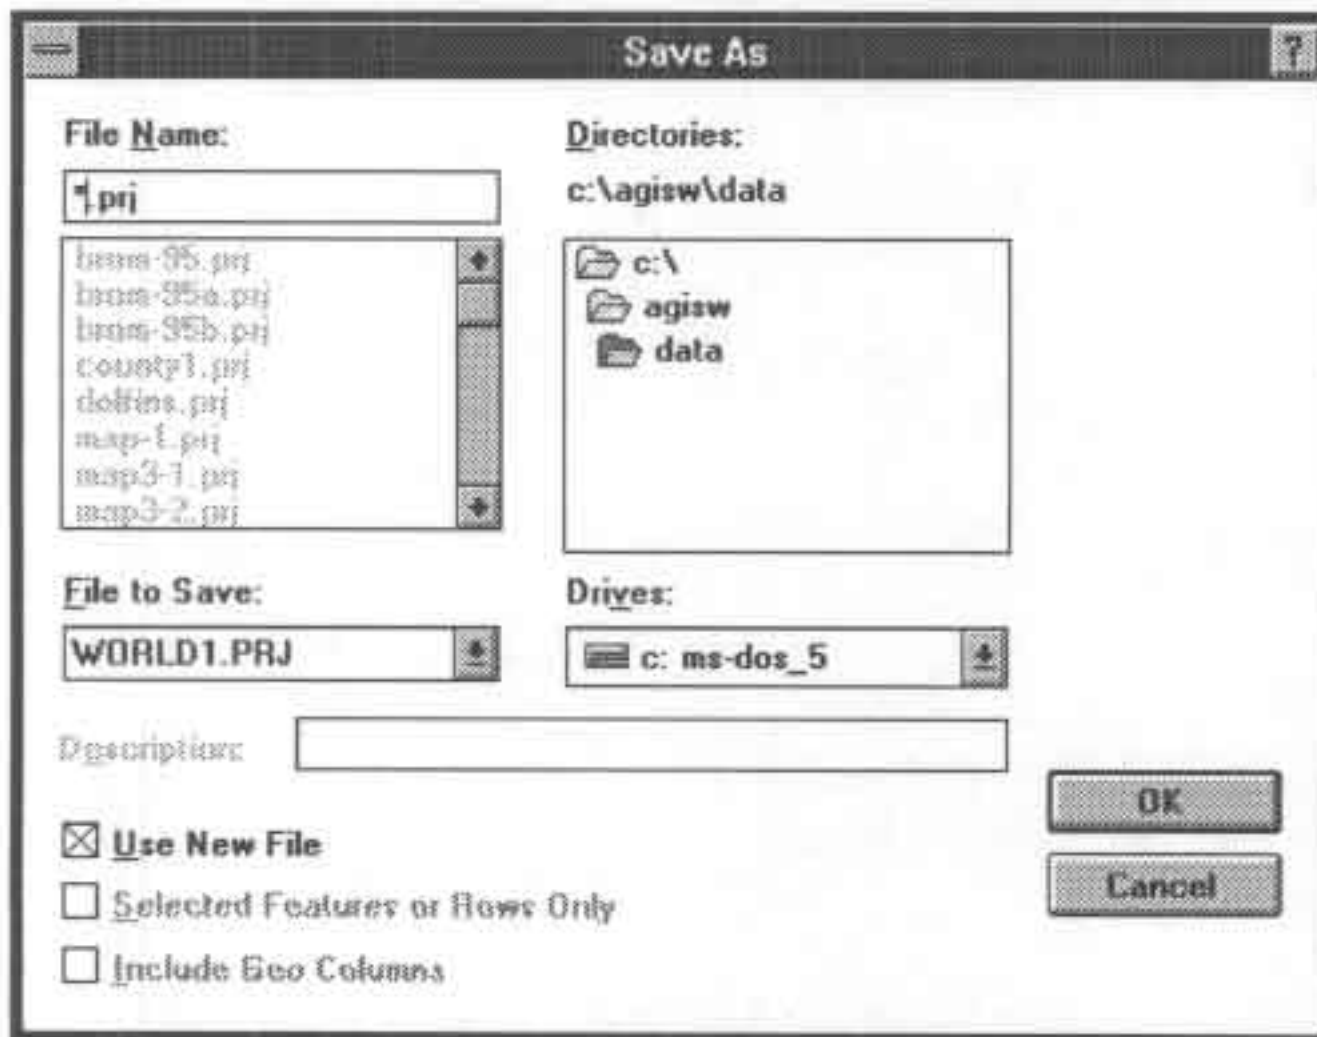 Save As
?
File Name:
*.prj
brom-95.prj
brom-95a.prj
brom-95b.prj
county1.prj
dolfins.prj
map-1.prj
map3-1.prj
map3-2.prj
File to Save:
WORLD1.PRJ
Directories:
c:\agisw\data
c:\
agisw
data
Drives:
c: ms-dos_5
Description:
Use New File
Selected Features or Rows Only
Include Geo Columns
OK
Cancel